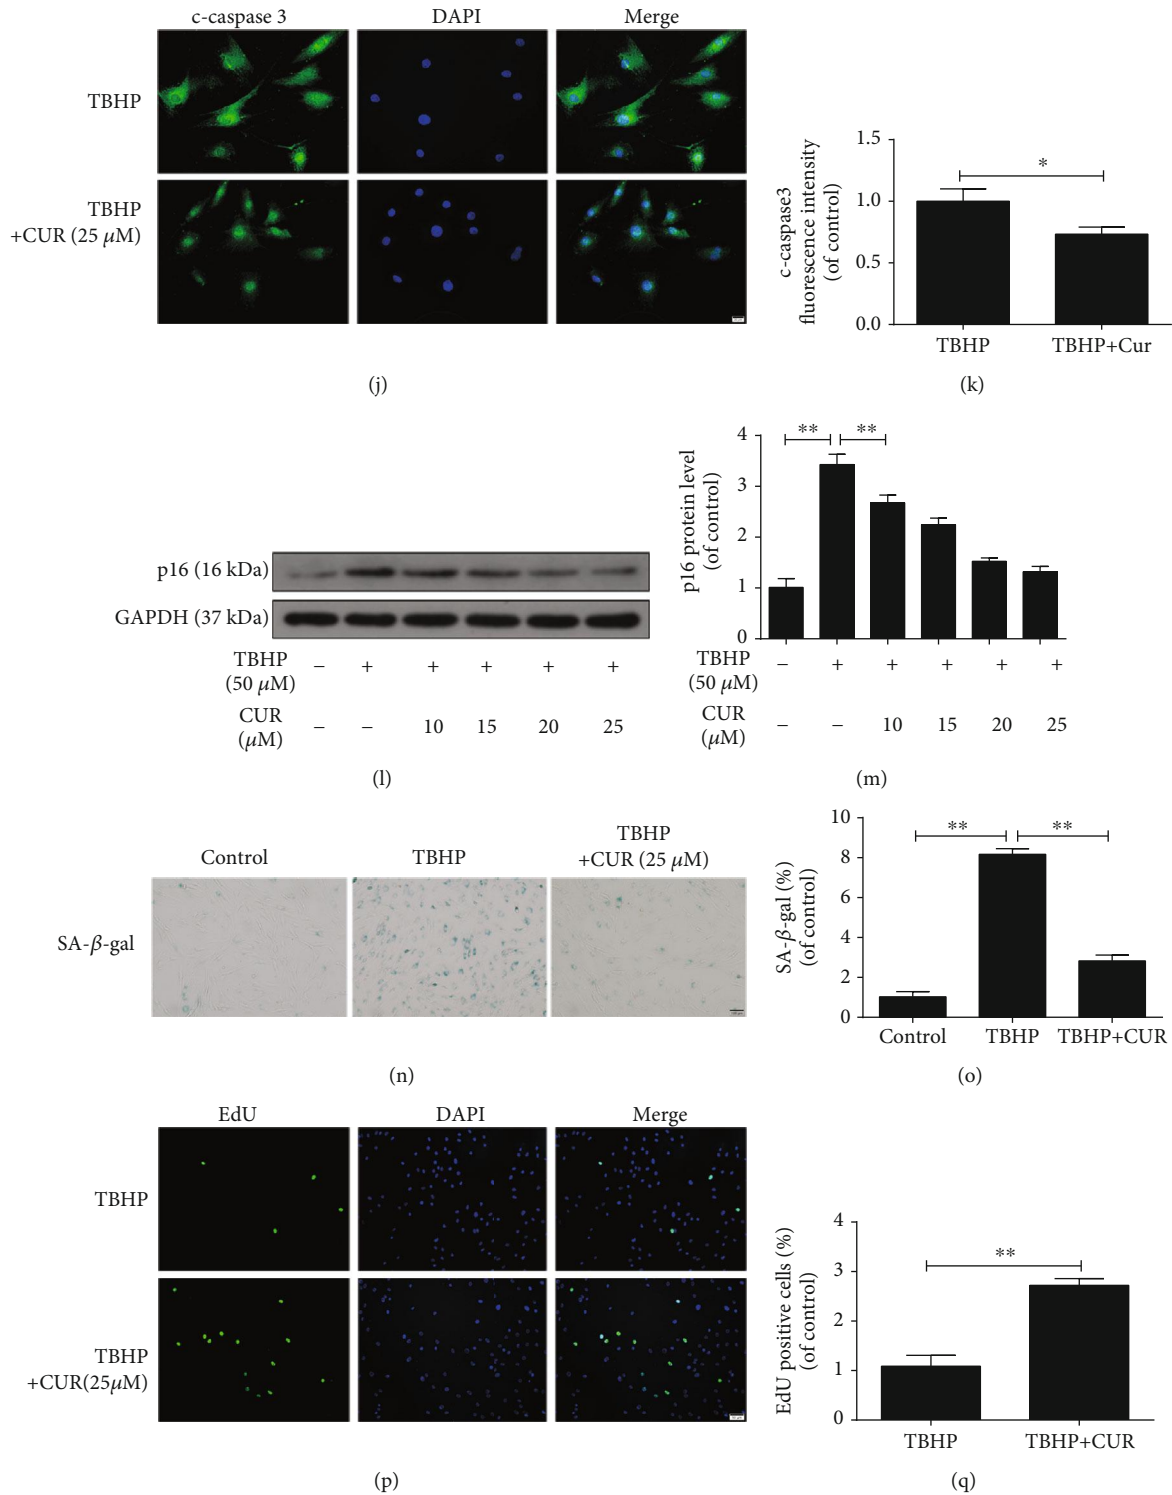 c-caspase 3 DAPI Merge
TBHP
TBHP
+CUR (25 μM)
(j)
c-caspase3
fluorescence intensity
(of control)
1.5
1.0
0.5
0.0
*
TBHP TBHP+Cur
(k)
p16 (16 kDa)
GAPDH (37 kDa)
TBHP
(50 μM)
− + + + + +
CUR
(μM)
− − 10 15 20 25
(l)
p16 protein level
(of control)
4
3
2
1
0
** **
TBHP
(50 μM)
− + + + + +
CUR
(μM)
− − 10 15 20 25
(m)
Control TBHP
TBHP
+CUR (25 μM)
SA-β-gal
(n)
SA-β-gal (%)
(of control)
10
8
6
4
2
0
** **
Control TBHP TBHP+CUR
(o)
EdU DAPI Merge
TBHP
TBHP
+CUR(25μM)
(p)
EdU positive cells (%)
(of control)
4
3
2
1
0
**
TBHP TBHP+CUR
(q)